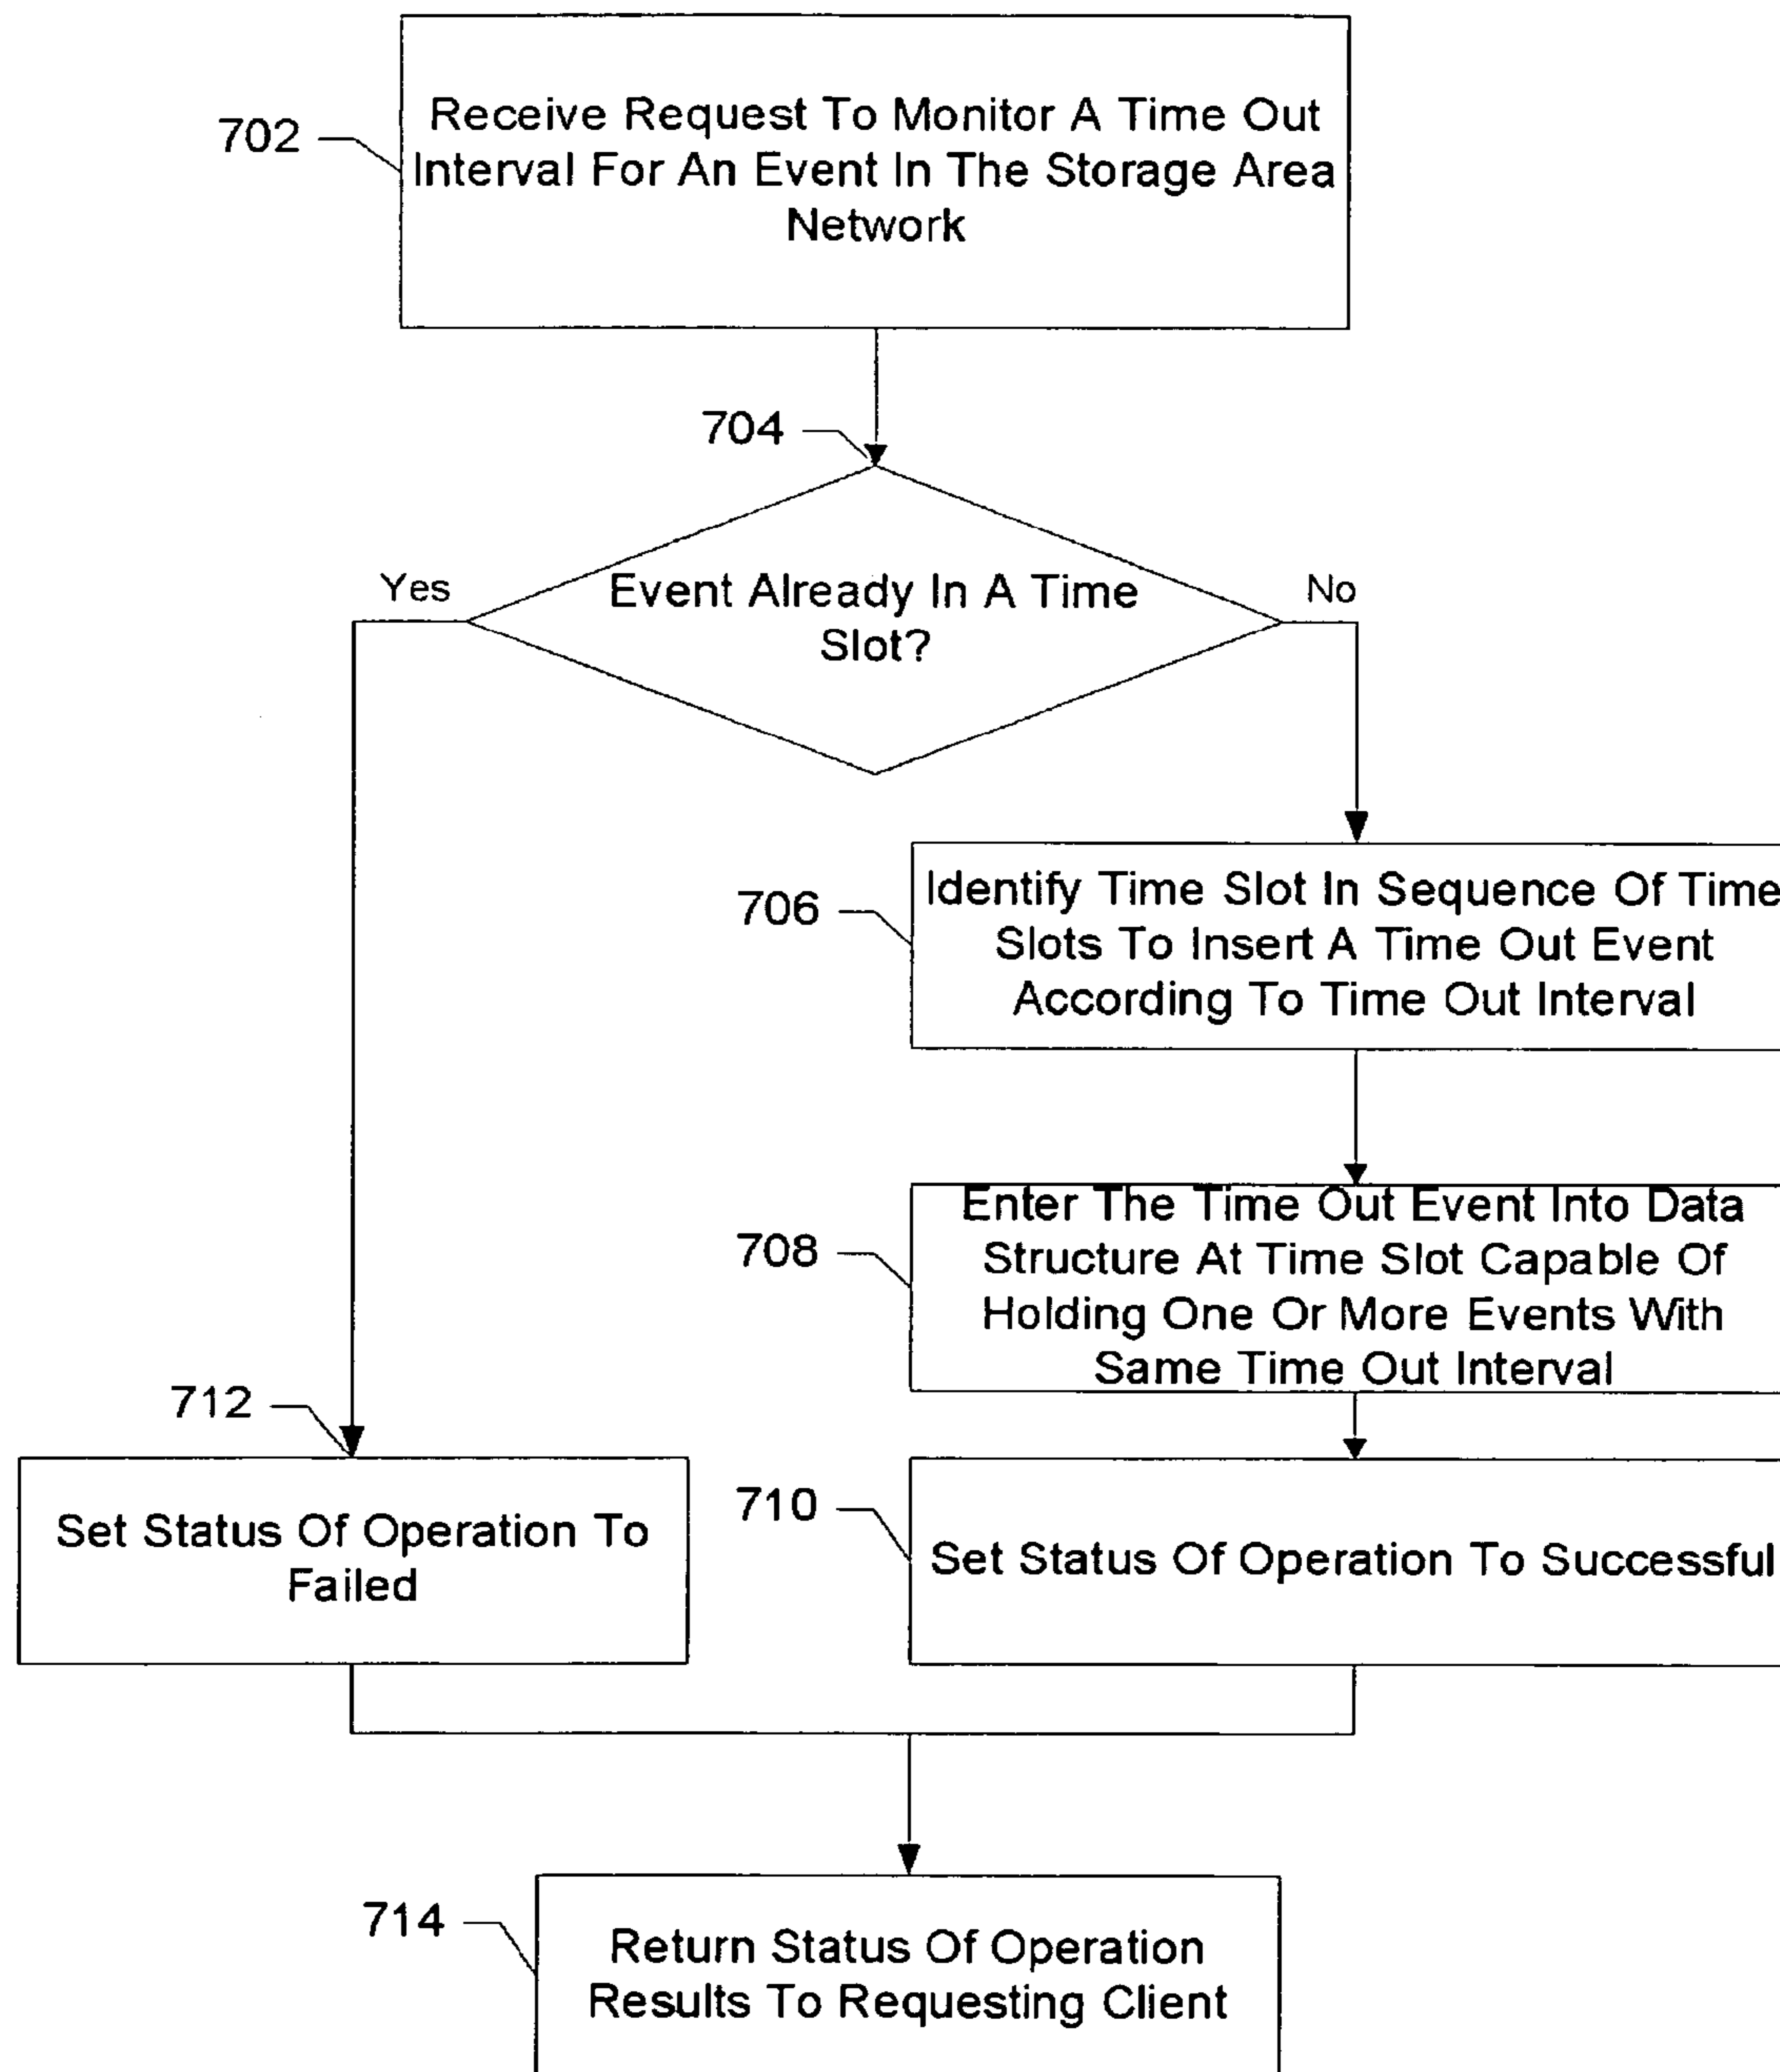 702
Receive Request To Monitor A Time Out
Interval For An Event In The Storage Area
Network
704
Yes
Event Already In A Time
Slot?
No
706
Identify Time Slot In Sequence Of Time
Slots To Insert A Time Out Event
According To Time Out Interval
708
Enter The Time Out Event Into Data
Structure At Time Slot Capable Of
Holding One Or More Events With
Same Time Out Interval
712
Set Status Of Operation To
Failed
710
Set Status Of Operation To Successful
714
Return Status Of Operation
Results To Requesting Client